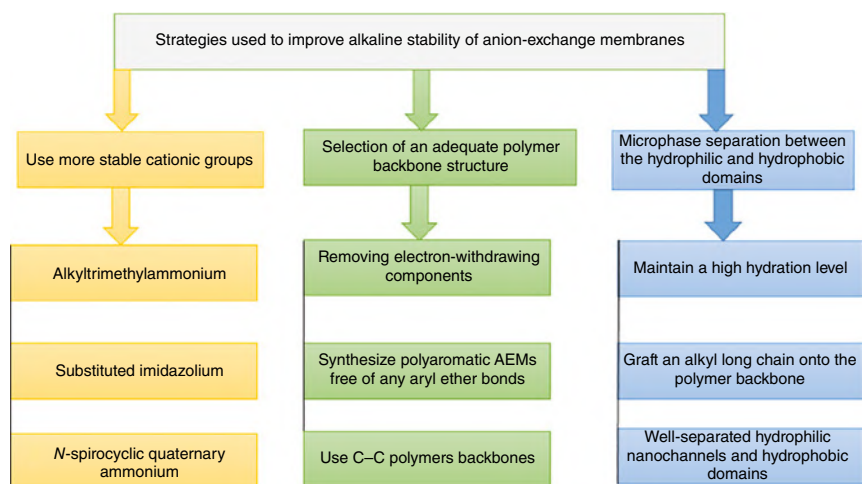 Strategies used to improve alkaline stability of anion-exchange membranes
Use more stable cationic groups
Selection of an adequate polymer
backbone structure
Microphase separation between
the hydrophilic and hydrophobic
domains
Alkyltrimethylammonium
Removing electron-withdrawing
components
Maintain a high hydration level
Substituted imidazolium
Synthesize polyaromatic AEMs
free of any aryl ether bonds
Graft an alkyl long chain onto the
polymer backbone
N-spirocyclic quaternary
ammonium
Use C–C polymers backbones
Well-separated hydrophilic
nanochannels and hydrophobic
domains